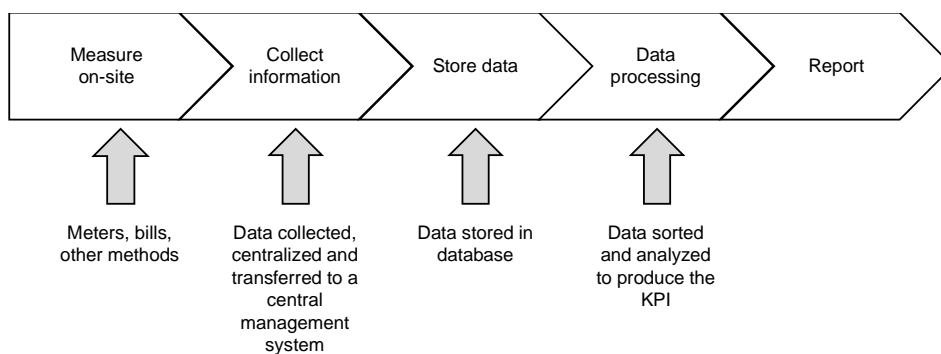 Measure
on-site
Collect
information
Store data
Data
processing
Report
Meters, bills,
other methods
Data collected,
centralized and
transferred to a
central
management
system
Data stored in
database
Data sorted
and analyzed
to produce the
KPI